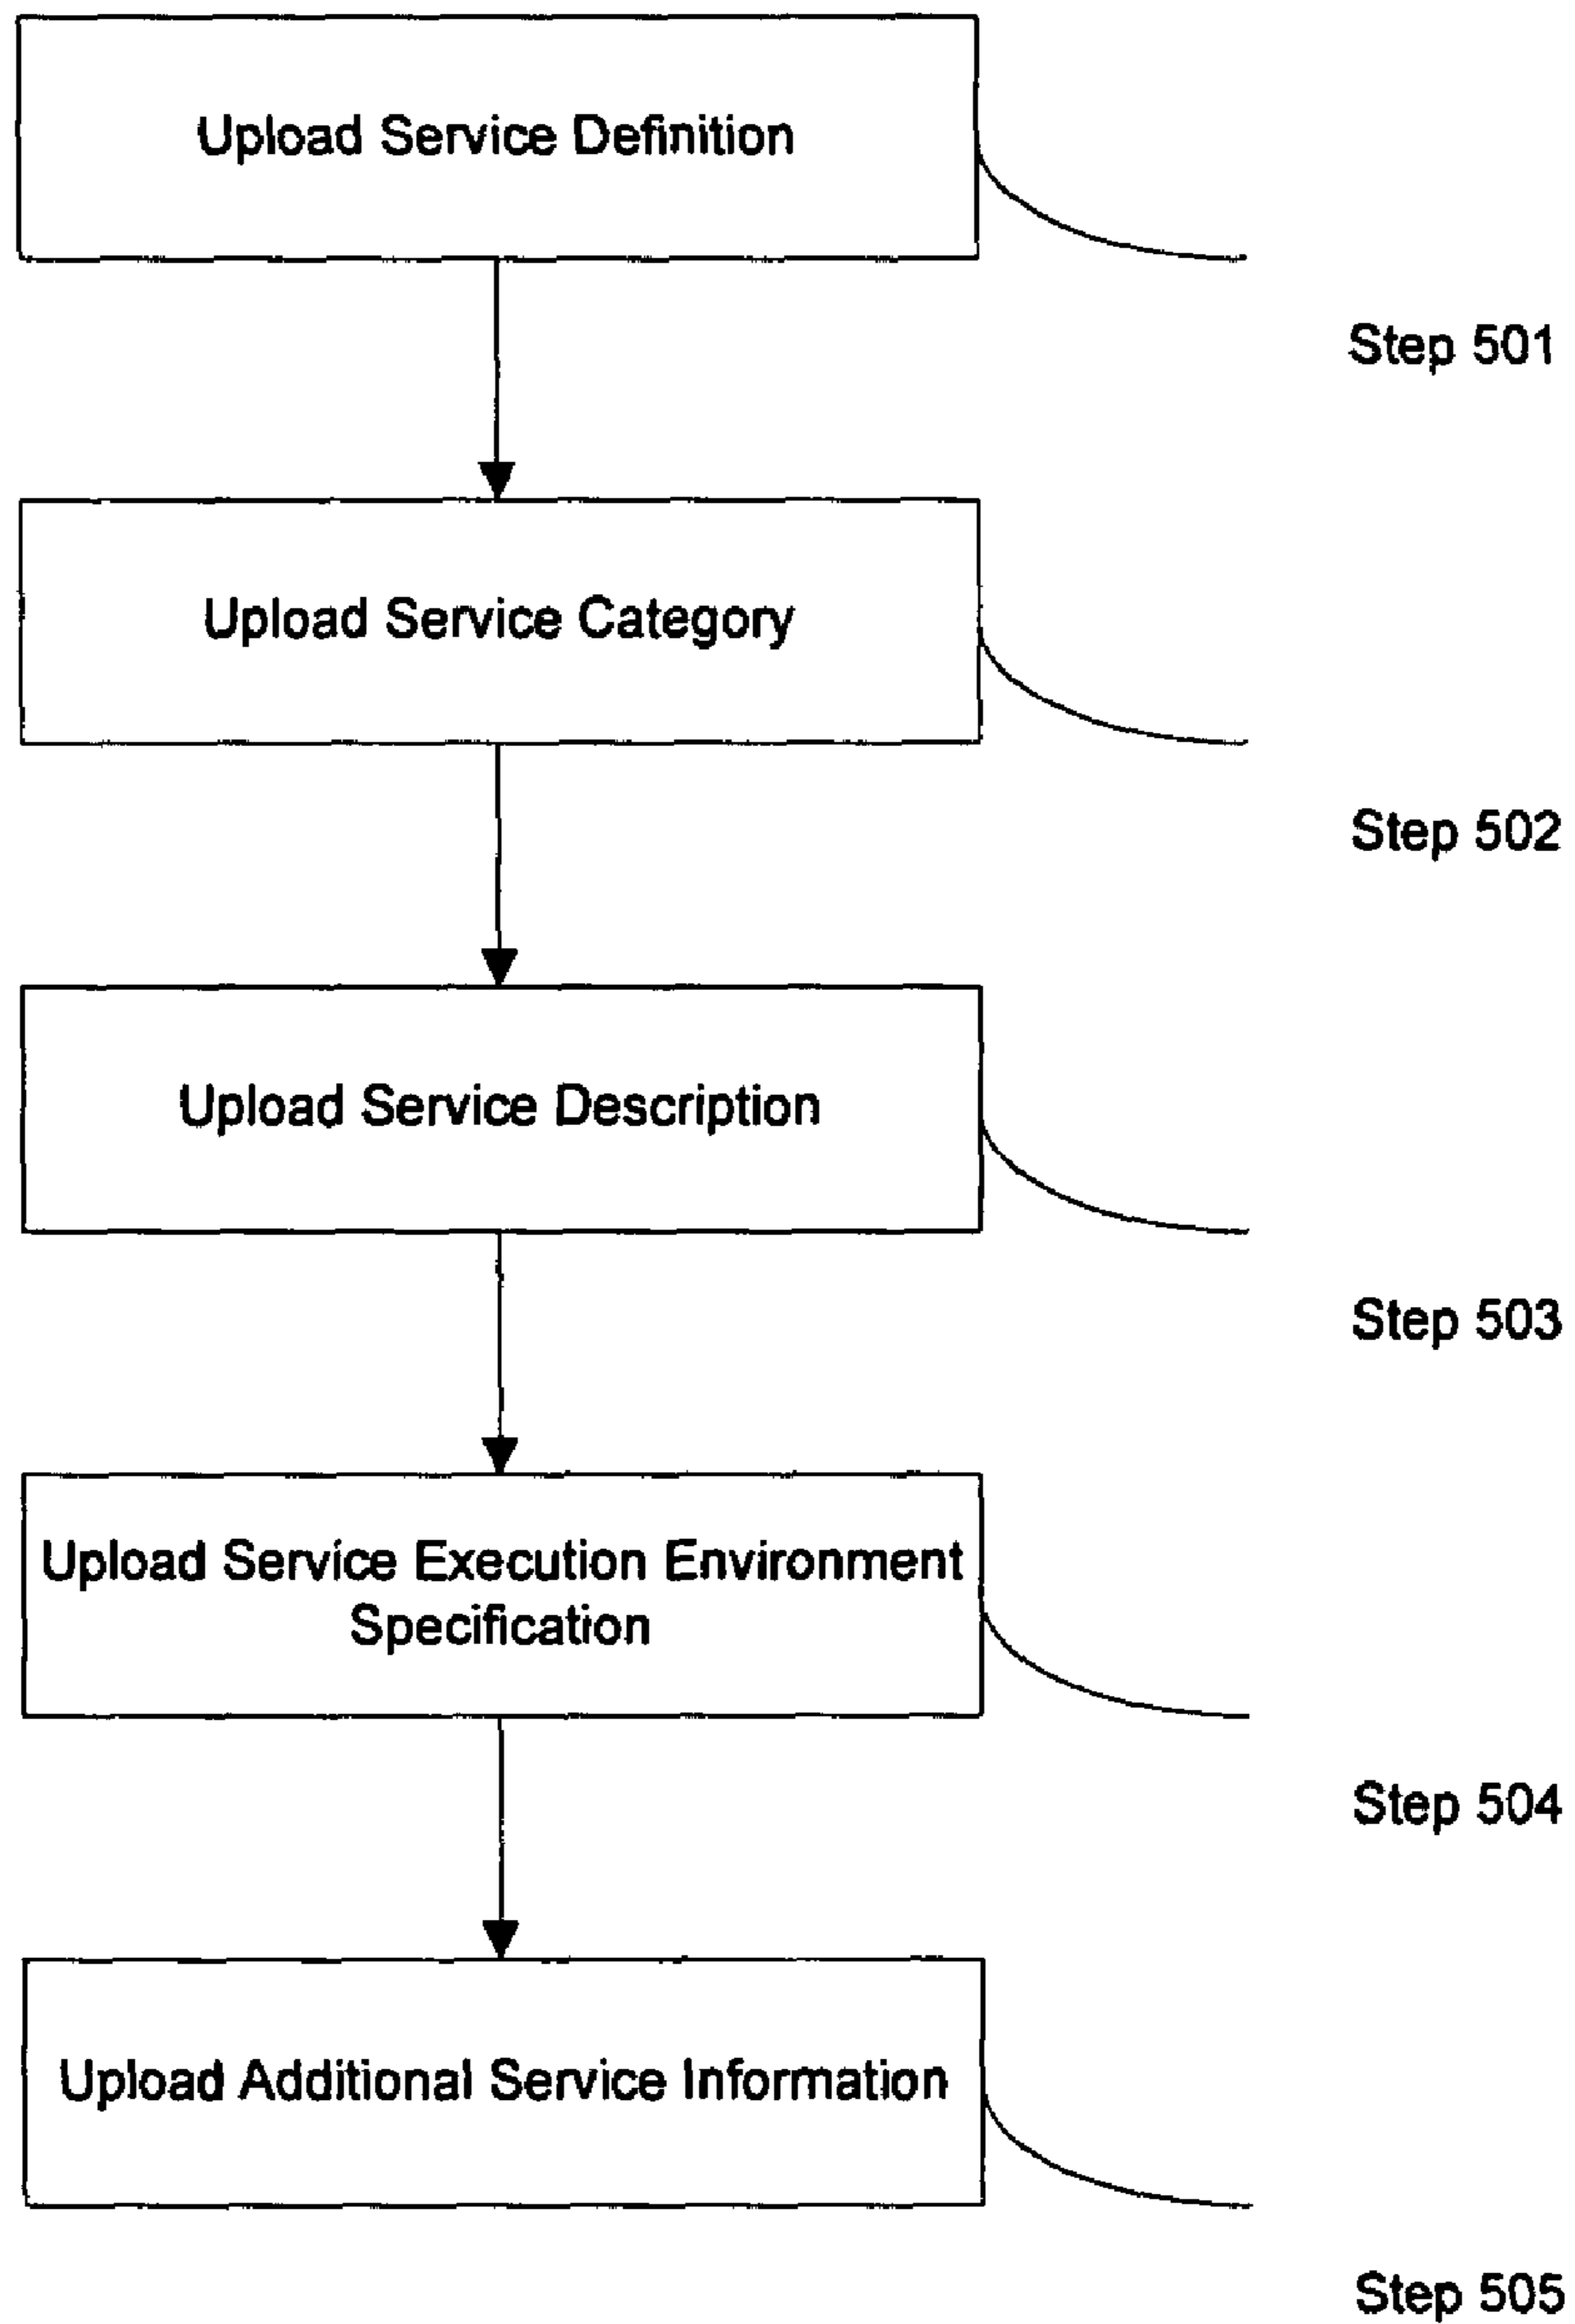 Upload Service Definition
Step 501
Upload Service Category
Step 502
Upload Service Description
Step 503
Upload Service Execution Environment
Specification
Step 504
Upload Additional Service Information
Step 505